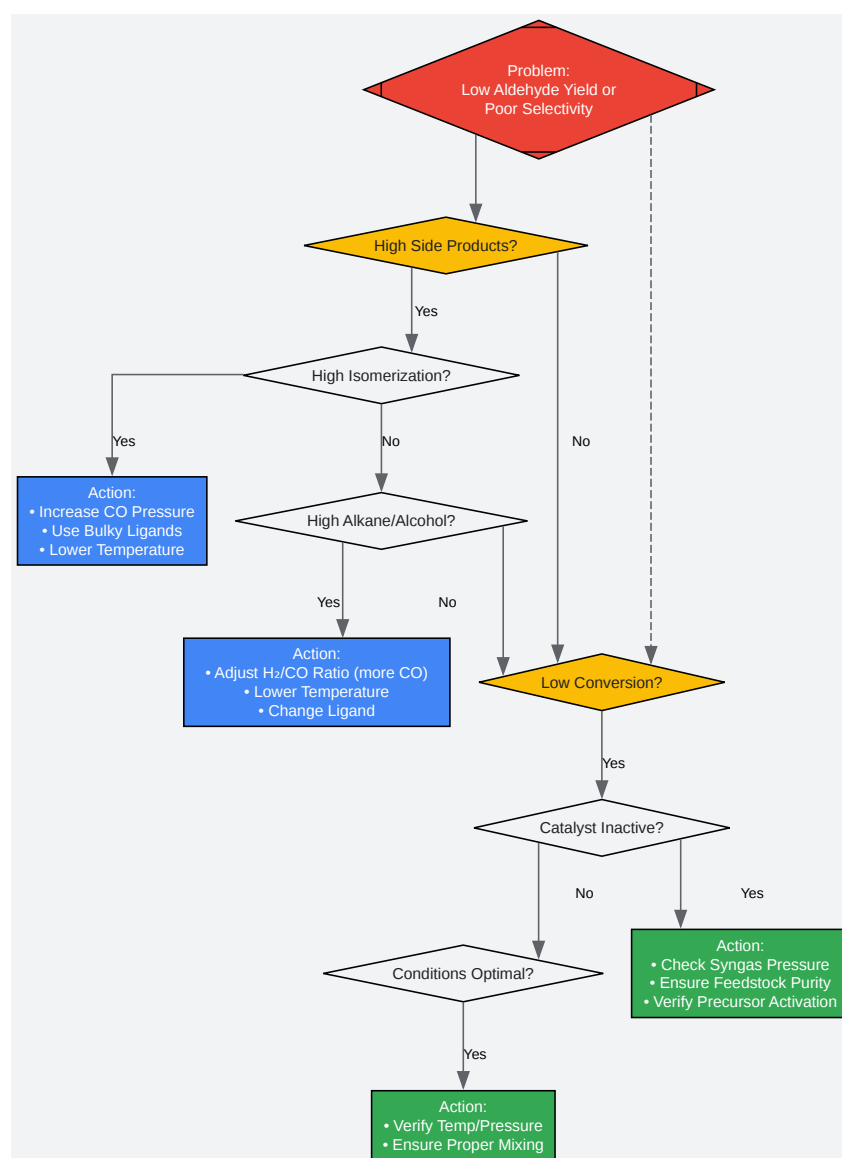 Problem:
Low Aldehyde Yield or
Poor Selectivity
High Side Products?
Yes
High Isomerization?
Yes
No
No
Action:
• Increase CO Pressure
• Use Bulky Ligands
• Lower Temperature
High Alkane/Alcohol?
Yes
No
Action:
• Adjust H₂/CO Ratio (more CO)
• Lower Temperature
• Change Ligand
Low Conversion?
Yes
Catalyst Inactive?
No
Yes
Action:
• Check Syngas Pressure
• Ensure Feedstock Purity
• Verify Precursor Activation
Conditions Optimal?
Yes
Action:
• Verify Temp/Pressure
• Ensure Proper Mixing